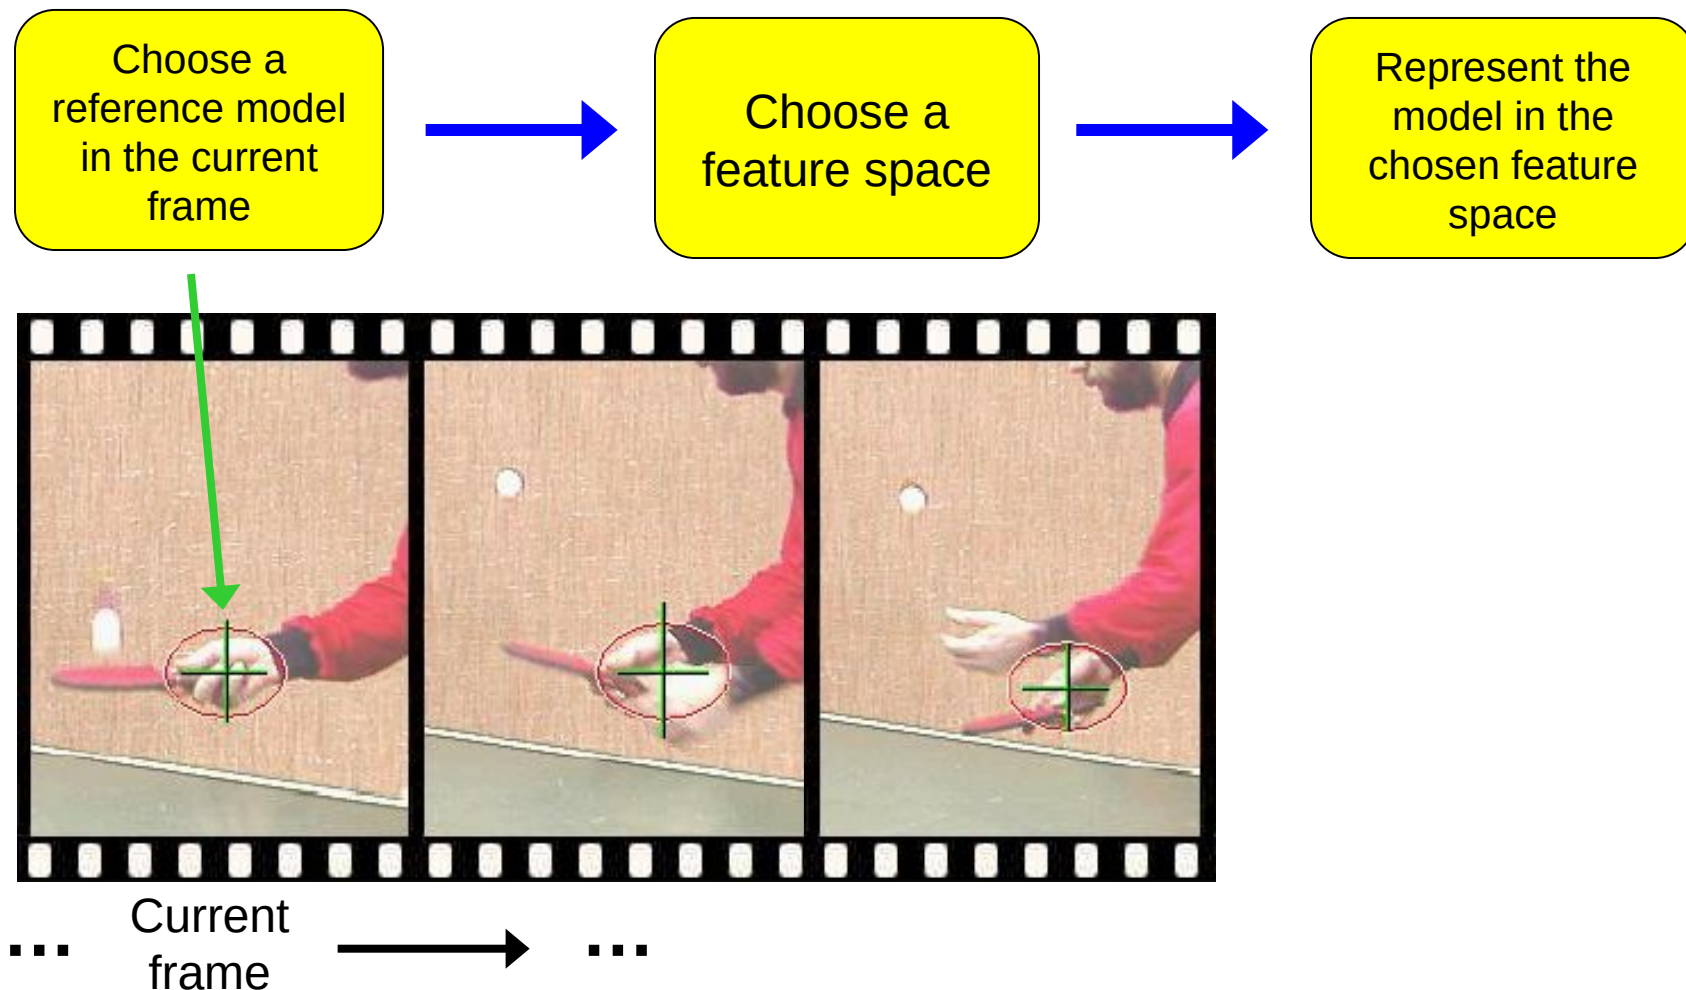 Choose a
reference model
in the current
frame
Choose a
feature space
Represent the
model in the
chosen feature
space
Current
frame
...
...